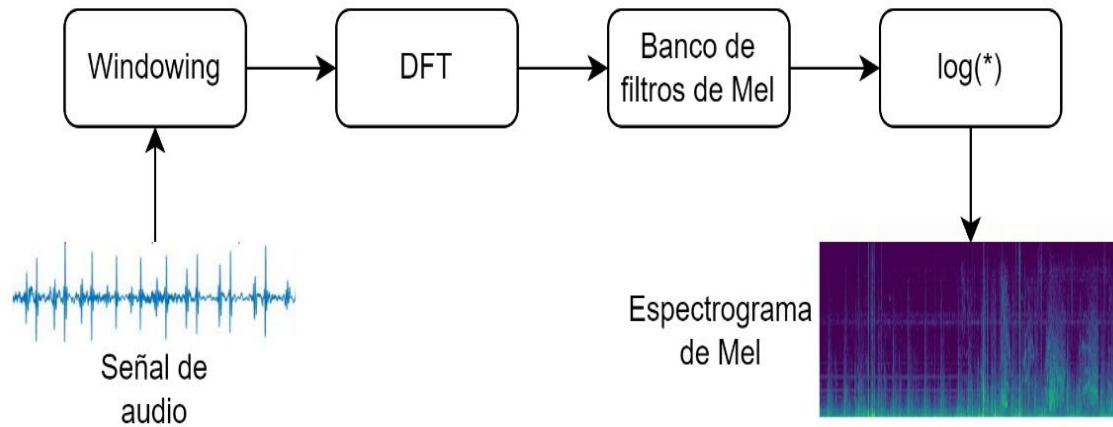 Windowing
DFT
Banco de
filtros de Mel
log(*)
Señal de
audio
Espectrograma
de Mel